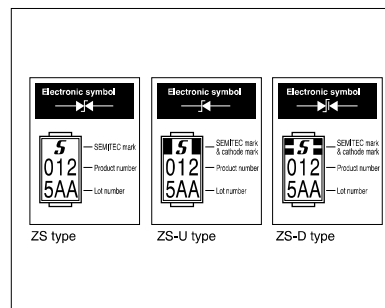 Electronic symbol
S
012
5AA
SEMITEC mark
Product number
Lot number
ZS type
Electronic symbol
S
012
5AA
SEMITEC mark
& cathode mark
Product number
Lot number
ZS-U type
Electronic symbol
S
012
5AA
SEMITEC mark
& cathode mark
Product number
Lot number
ZS-D type